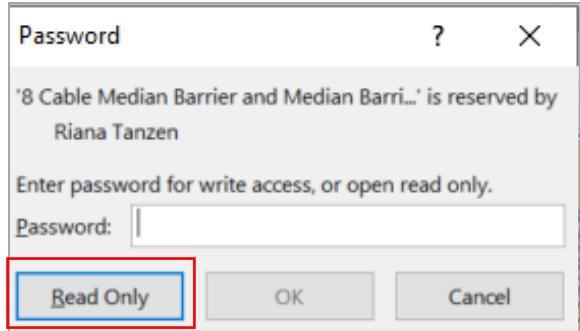 Password ? ×
'8 Cable Median Barrier and Median Barri...' is reserved by
Riana Tanzen
Enter password for write access, or open read only.
Password:
Read Only OK Cancel